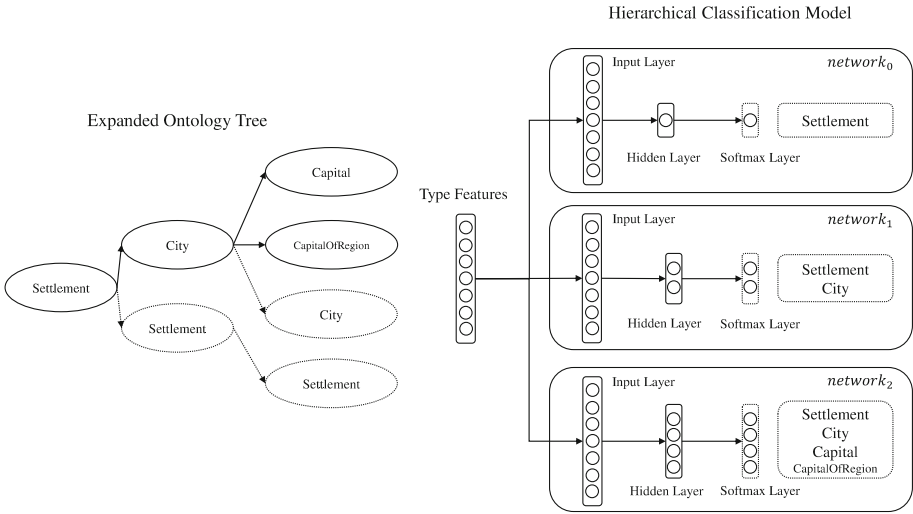 Hierarchical Classification Model
Expanded Ontology Tree
Settlement
City
Settlement
Capital
CapitalOfRegion
City
Settlement
Type Features
Input Layer
network₀
Hidden Layer
Softmax Layer
Settlement
Input Layer
network₁
Hidden Layer
Softmax Layer
Settlement
City
Input Layer
network₂
Hidden Layer
Softmax Layer
Settlement
City
Capital
CapitalOfRegion